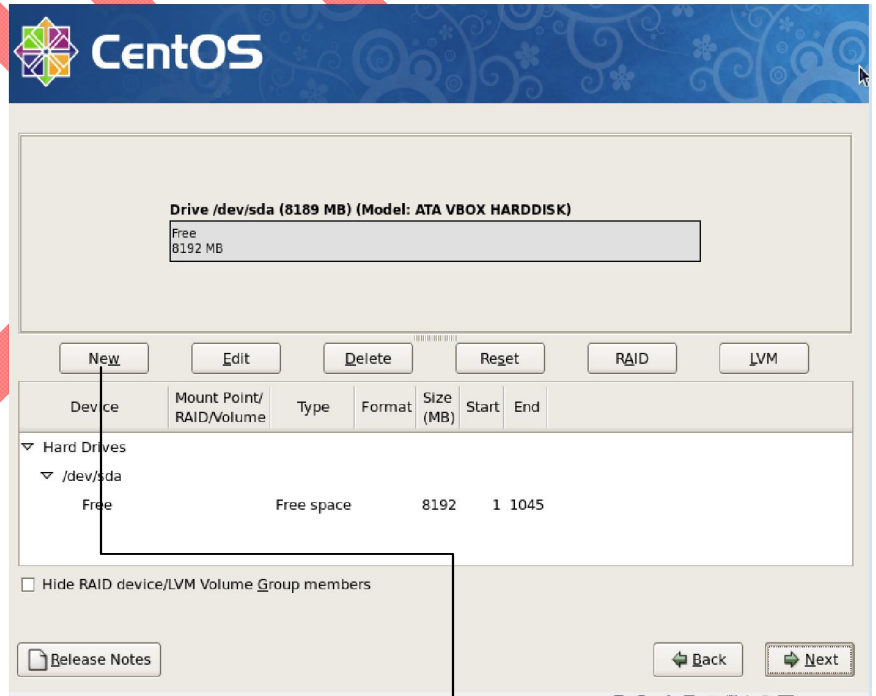 CentOS
Drive /dev/sda (8189 MB) (Model: ATA VBOX HARDDISK)
Free
8192 MB
New Edit Delete Reset RAID LVM
Device Mount Point/ RAID/Volume Type Format Size (MB) Start End
Hard Drives
/dev/sda
Free Free space 8192 1 1045
Hide RAID device/LVM Volume Group members
Release Notes Back Next